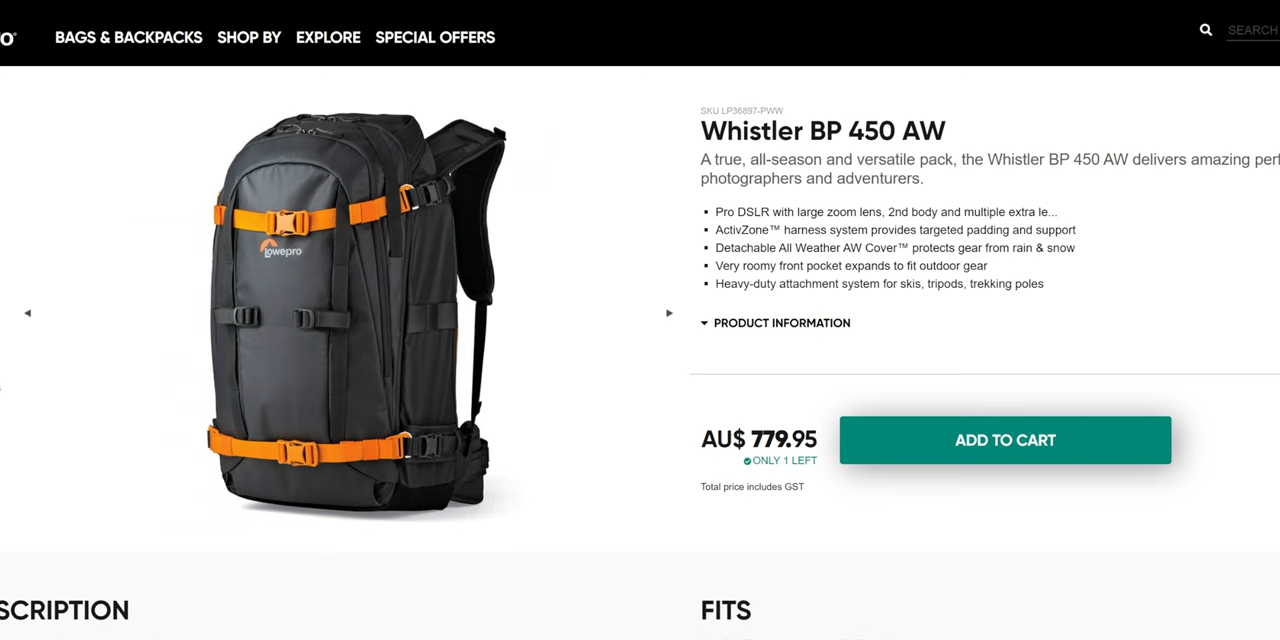 BAGS & BACKPACKS SHOP BY EXPLORE SPECIAL OFFERS
SEARCH
SKU LP36897-PWW
Whistler BP 450 AW
A true, all-season and versatile pack, the Whistler BP 450 AW delivers amazing
photographers and adventurers.
Pro DSLR with large zoom lens, 2nd body and multiple extra le...
ActivZone™ harness system provides targeted padding and support
Detachable All Weather AW Cover™ protects gear from rain & snow
Very roomy front pocket expands to fit outdoor gear
Heavy-duty attachment system for skis, tripods, trekking poles
PRODUCT INFORMATION
lowepro
AU$ 779.95
ADD TO CART
ONLY 1 LEFT
Total price includes GST
SCRIPTION
FITS